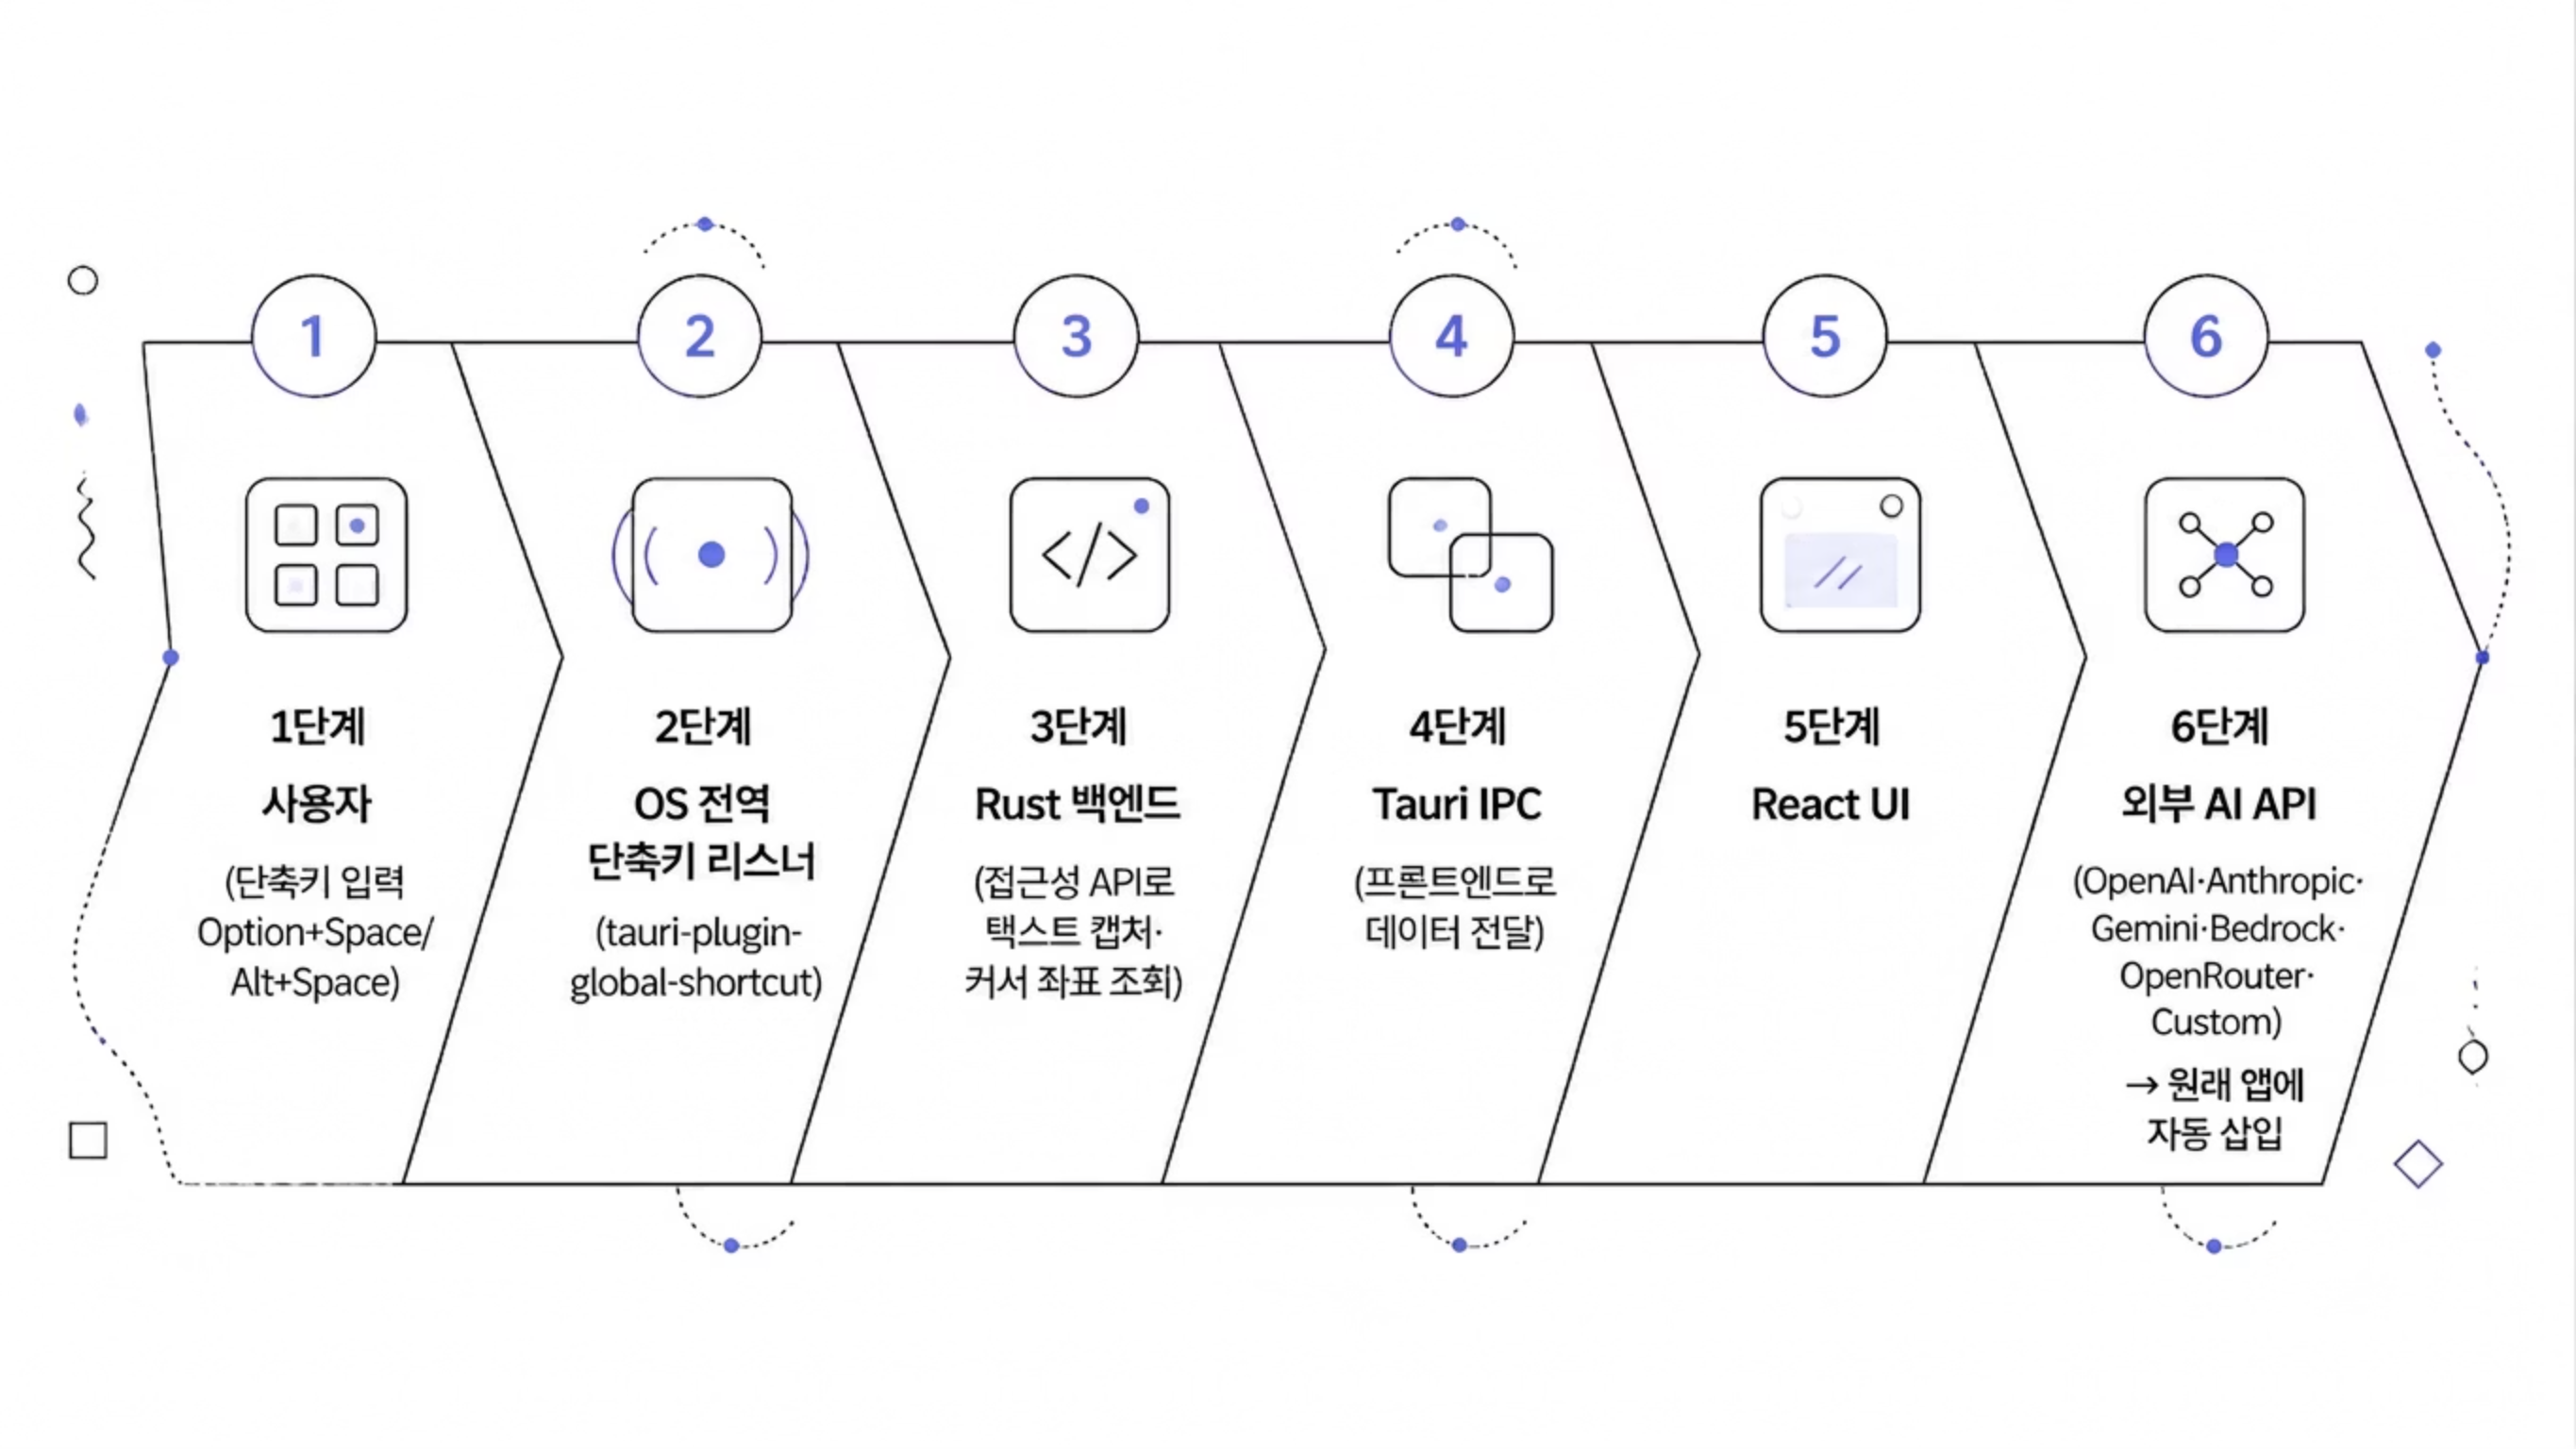 1
2
3
4
5
6
1단계
사용자
(단축키 입력
Option+Space/
Alt+Space)
2단계
OS 전역
단축키 리스너
(tauri-plugin-
global-shortcut)
3단계
Rust 백엔드
(접근성 API로
택스트 캡처·
커서 좌표 조회)
4단계
Tauri IPC
(프론트엔드로
데이터 전달)
5단계
React UI
6단계
외부 AI API
(OpenAI·Anthropic·
Gemini·Bedrock·
OpenRouter·
Custom)
→ 원래 앱에
자동 삽입